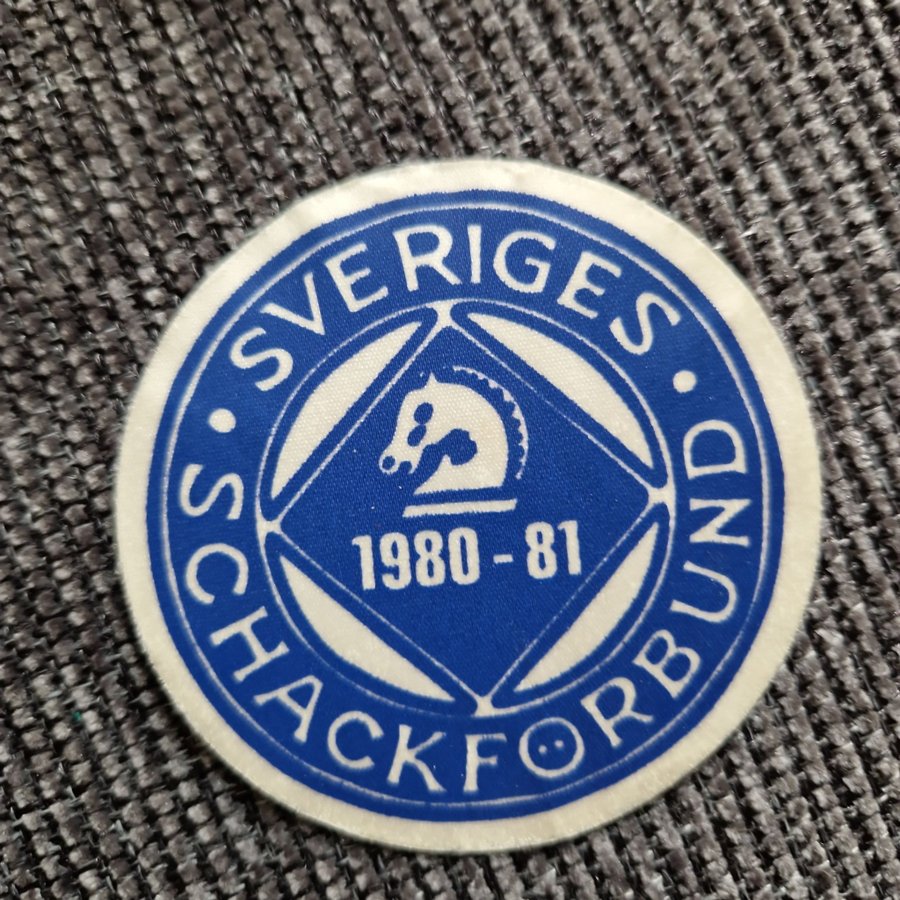 SVERIGES
SCHACKFÖRBUND
1980 - 81